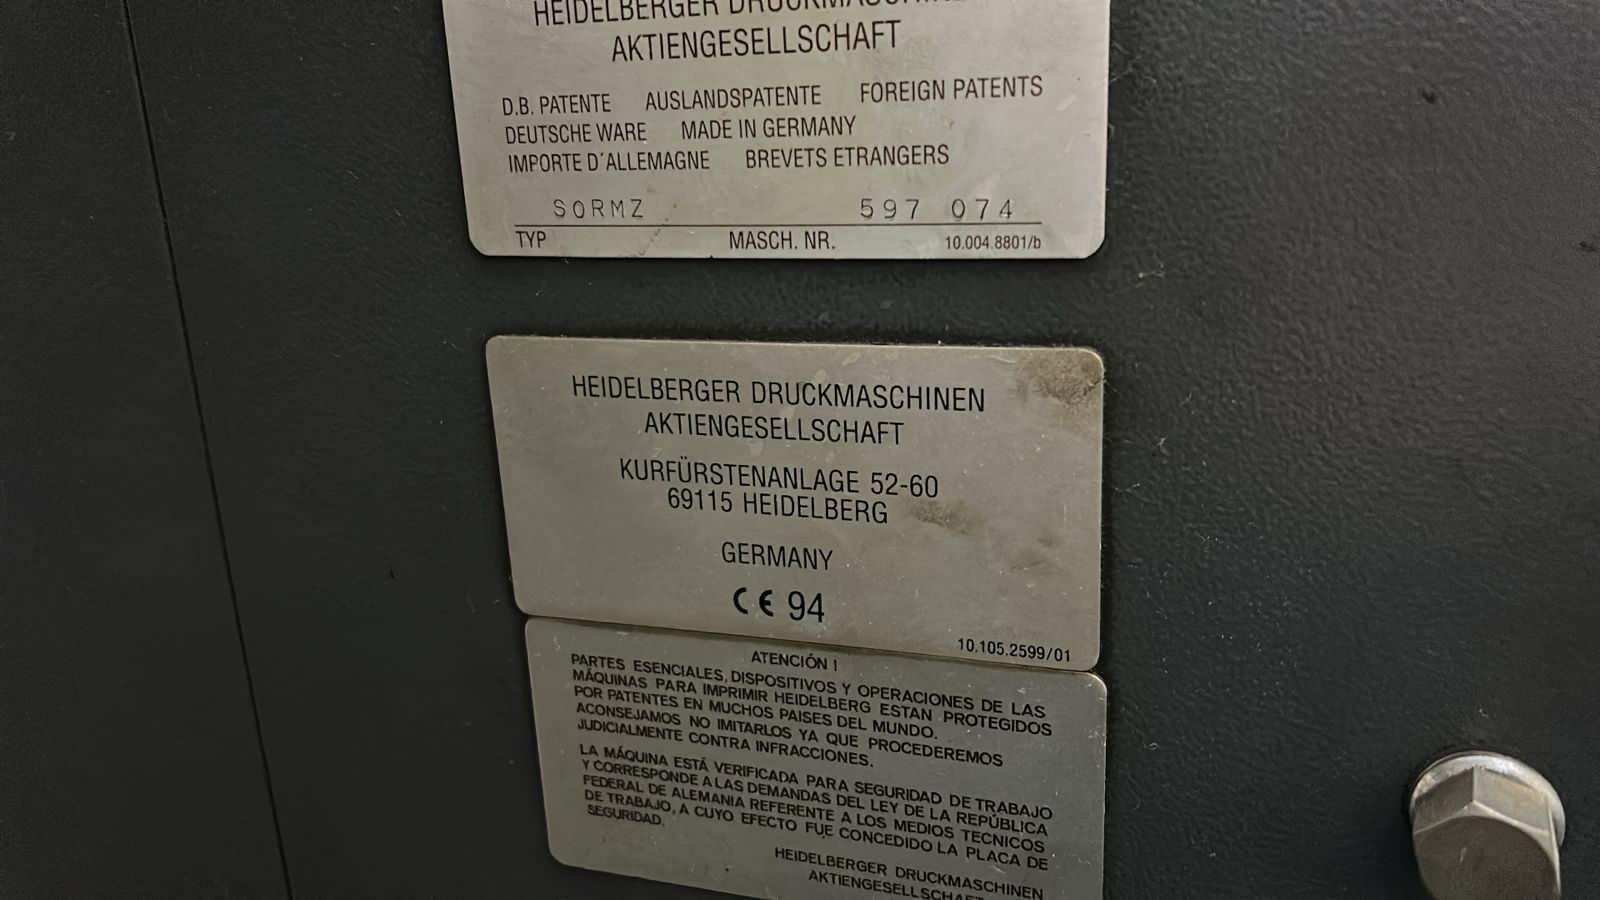 HEIDELBERGER DRUCKMASCHINE
AKTIENGESELLSCHAFT
D.B. PATENTE AUSLANDSPATENTE FOREIGN PATENTS
DEUTSCHE WARE MADE IN GERMANY
IMPORTE D'ALLEMAGNE BREVETS ETRANGERS
SORMZ 597 074
TYP MASCH. NR. 10.004.8801/b
HEIDELBERGER DRUCKMASCHINEN
AKTIENGESELLSCHAFT
KURFÜRSTENANLAGE 52-60
69115 HEIDELBERG
GERMANY
CE 94
10.105.2599/01
ATENCIÓN !
PARTES ESENCIALES, DISPOSITIVOS Y OPERACIONES DE LAS
MÁQUINAS PARA IMPRIMIR HEIDELBERG ESTAN PROTEGIDOS
POR PATENTES EN MUCHOS PAISES DEL MUNDO.
ACONSEJAMOS NO IMITARLOS YA QUE PROCEDEREMOS
JUDICIALMENTE CONTRA INFRACCIONES.
LA MÁQUINA ESTÁ VERIFICADA PARA SEGURIDAD DE TRABAJO
Y CORRESPONDE A LAS DEMANDAS DEL LEY DE LA REPÚBLICA
FEDERAL DE ALEMANIA REFERENTE A LOS MEDIOS TECNICOS
DE TRABAJO, A CUYO EFECTO FUE CONCEDIDO LA PLACA DE
SEGURIDAD.
HEIDELBERGER DRUCKMASCHINEN
AKTIENGESELLSCHAFT